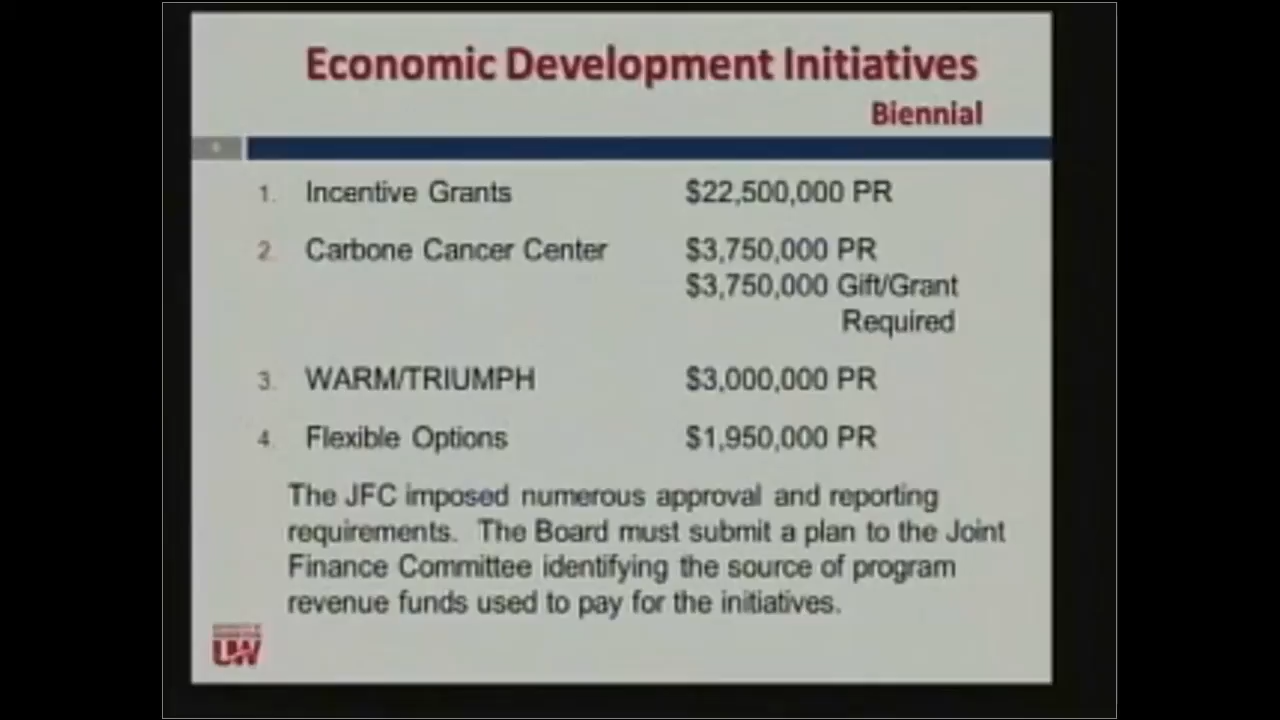 Economic Development Initiatives
Biennial
1. Incentive Grants $22,500,000 PR
2. Carbone Cancer Center $3,750,000 PR
$3,750,000 Gift/Grant
Required
3. WARM/TRIUMPH $3,000,000 PR
4. Flexible Options $1,950,000 PR
The JFC imposed numerous approval and reporting
requirements. The Board must submit a plan to the Joint
Finance Committee identifying the source of program
revenue funds used to pay for the initiatives.
UW